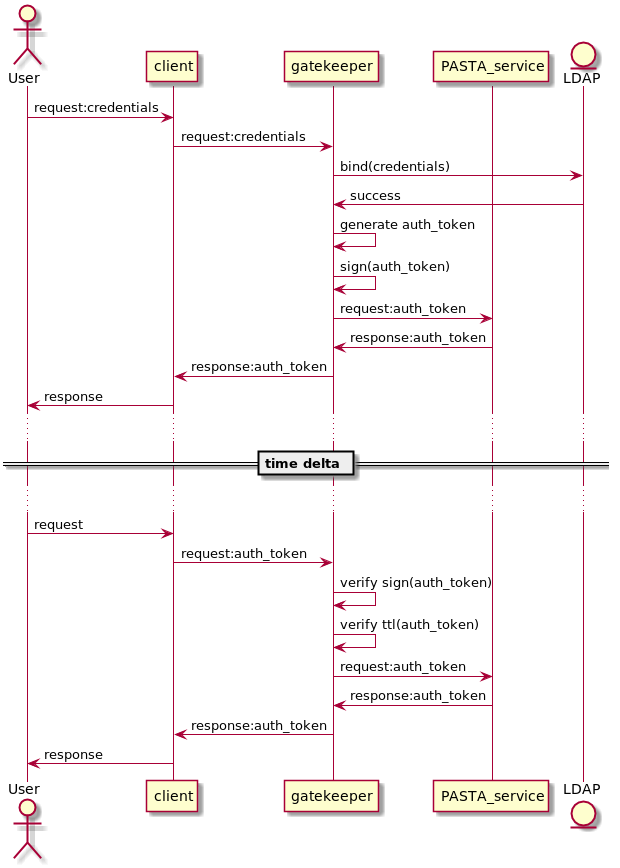 User
client
gatekeeper
PASTA_service
LDAP
request:credentials
request:credentials
bind(credentials)
success
generate auth_token
sign(auth_token)
request:auth_token
response:auth_token
response:auth_token
response
time delta
request
request:auth_token
verify sign(auth_token)
verify ttl(auth_token)
request:auth_token
response:auth_token
response:auth_token
response
User
client
gatekeeper
PASTA_service
LDAP